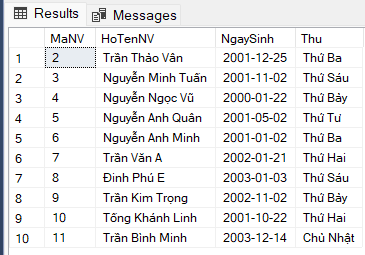 Results Messages
MaNV HoTenNV NgaySinh Thu
1 2 Trần Thảo Vân 2001-12-25 Thứ Ba
2 3 Nguyễn Minh Tuấn 2001-11-02 Thứ Sáu
3 4 Nguyễn Ngọc Vũ 2000-01-22 Thứ Bảy
4 5 Nguyễn Anh Quân 2001-05-02 Thứ Tư
5 6 Nguyễn Anh Minh 2001-01-02 Thứ Ba
6 7 Trần Văn A 2002-01-21 Thứ Hai
7 8 Đinh Phú E 2003-01-03 Thứ Sáu
8 9 Trần Kim Trọng 2002-11-02 Thứ Bảy
9 10 Tống Khánh Linh 2001-10-22 Thứ Hai
10 11 Trần Bình Minh 2003-12-14 Chủ Nhật